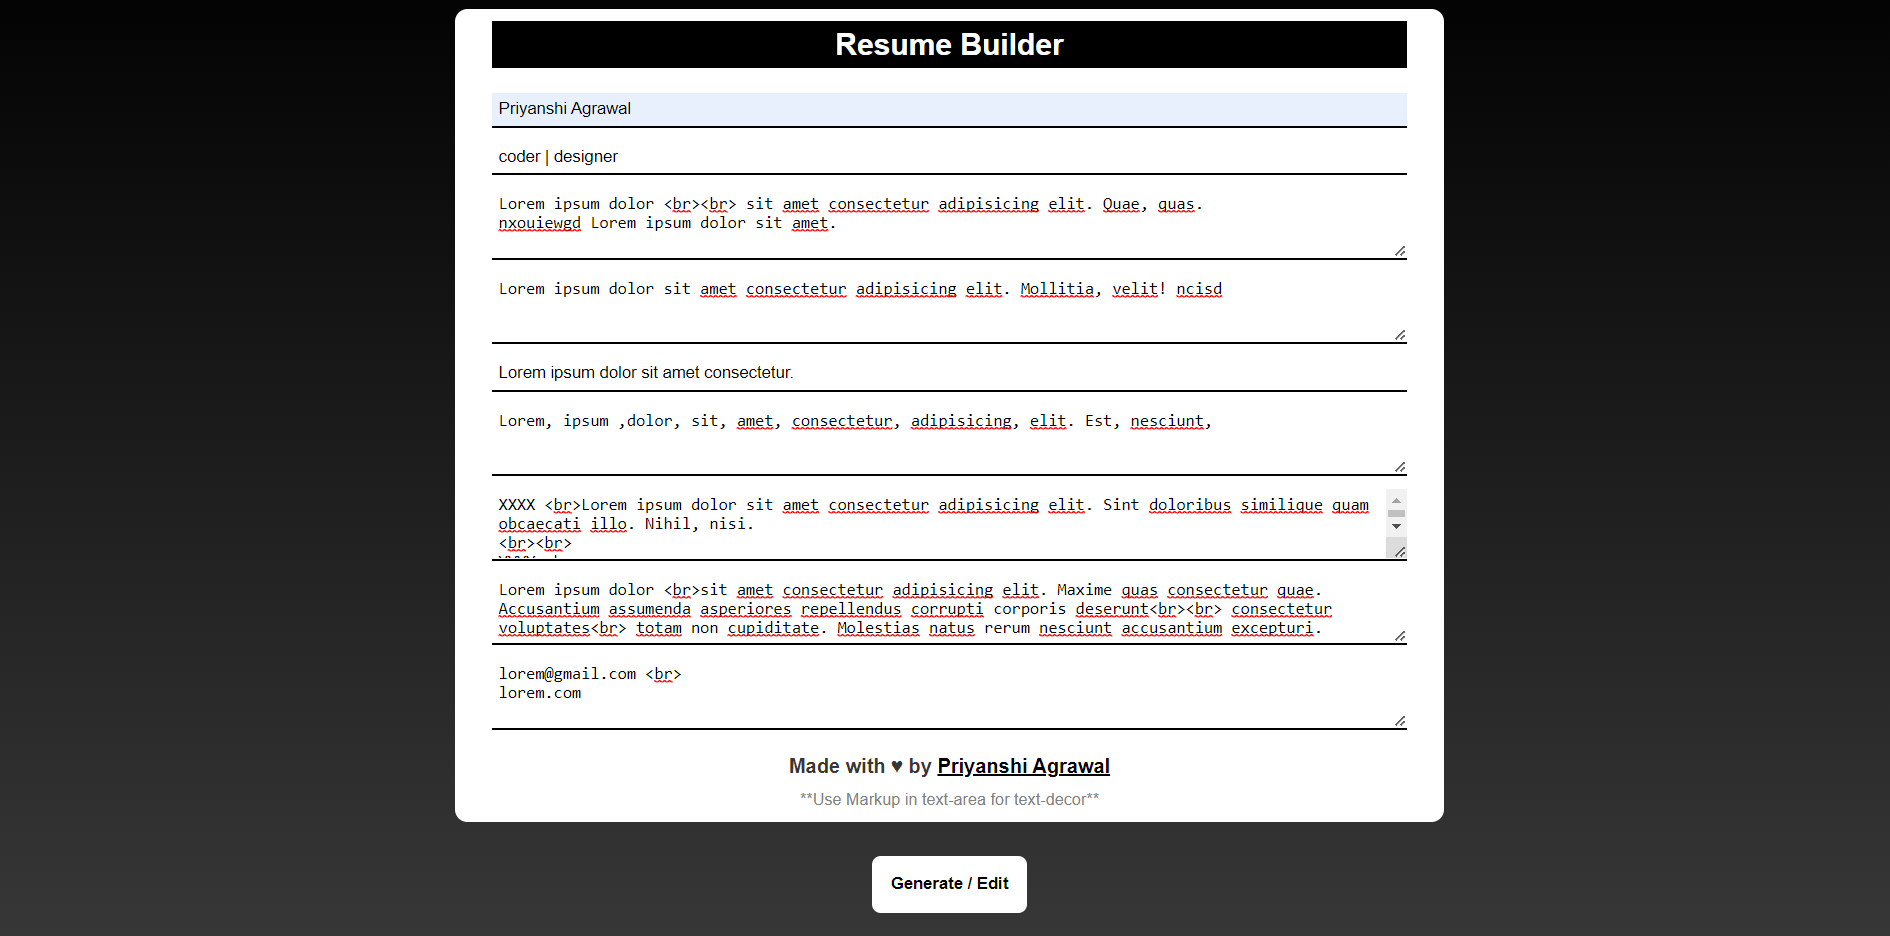 Resume Builder
Priyanshi Agrawal
coder | designer
Lorem ipsum dolor <br><br> sit amet consectetur adipisicing elit. Quae, quas.
nxouiewgd Lorem ipsum dolor sit amet.
Lorem ipsum dolor sit amet consectetur adipisicing elit. Mollitia, velit! ncisd
Lorem ipsum dolor sit amet consectetur.
Lorem, ipsum ,dolor, sit, amet, consectetur, adipisicing, elit. Est, nesciunt,
XXXX <br>Lorem ipsum dolor sit amet consectetur adipisicing elit. Sint doloribus similique quam
obcaecati illo. Nihil, nisi.
<br><br>
Lorem ipsum dolor <br>sit amet consectetur adipisicing elit. Maxime quas consectetur quae.
Accusantium assumenda asperiores repellendus corrupti corporis deserunt<br><br> consectetur
voluptates<br> totam non cupiditate. Molestias natus rerum nesciunt accusantium excepturi.
lorem@gmail.com <br>
lorem.com
Made with ♥ by Priyanshi Agrawal
**Use Markup in text-area for text-decor**
Generate / Edit